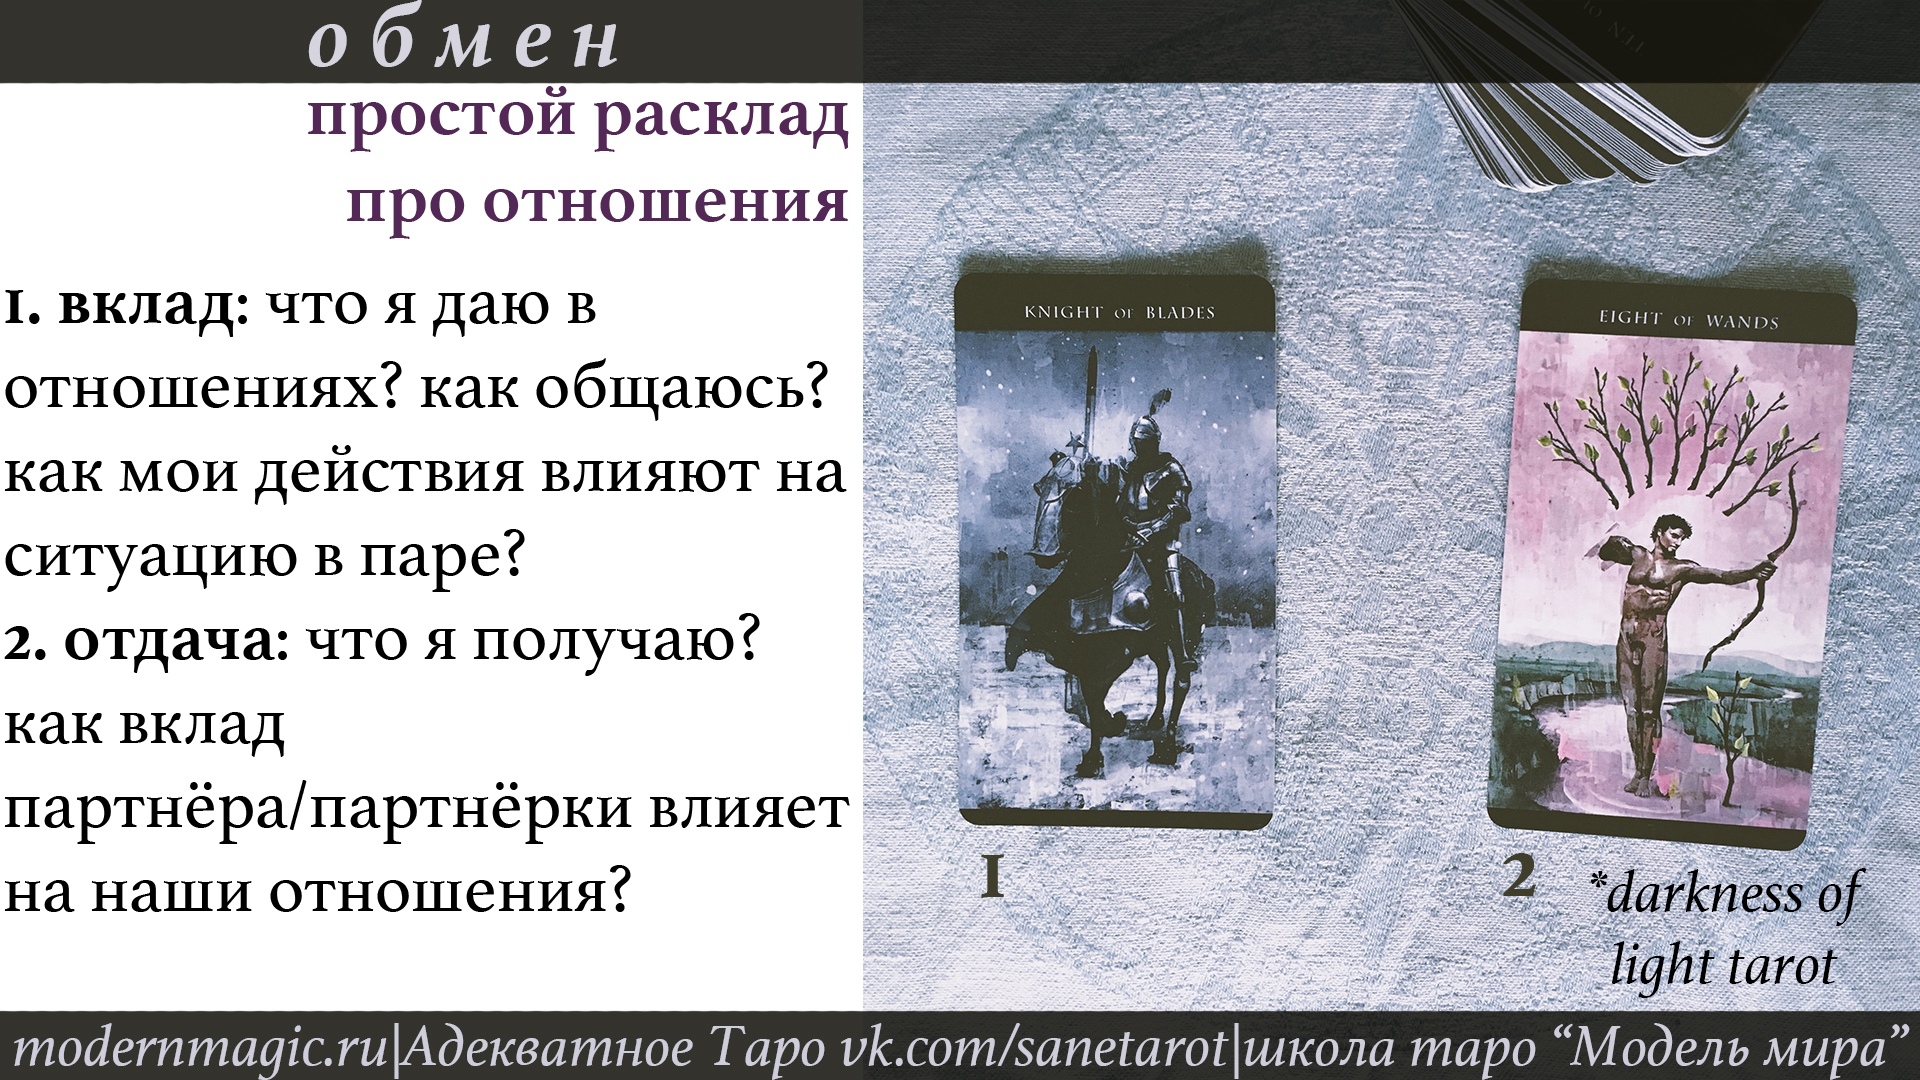 обмен
простой расклад
про отношения
1. вклад: что я даю в
отношениях? как общаюсь?
как мои действия влияют на
ситуацию в паре?
2. отдача: что я получаю?
как вклад
партнёра/партнёрки влияет
на наши отношения?
KNIGHT OF BLADES
EIGHT OF WANDS
1
2
*darkness of
light tarot
modernmagic.ru|Адекватное Таро vk.com/sanetarot|школа таро “Модель мира”